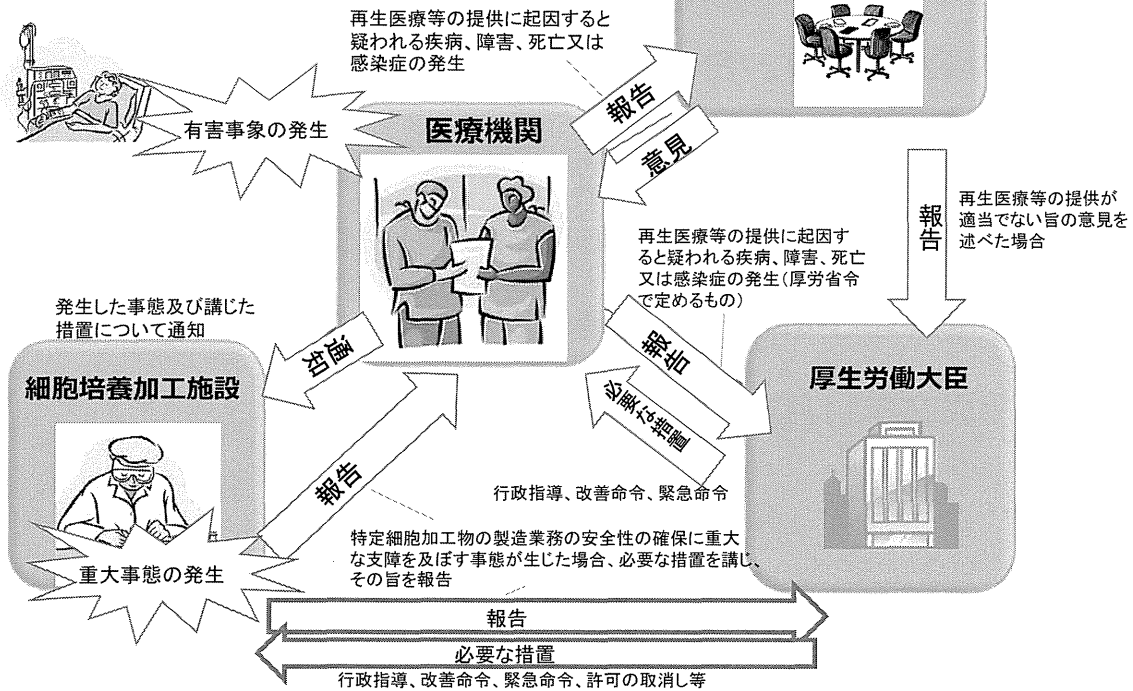 再生医療等の提供に起因すると
疑われる疾病、障害、死亡又は
感染症の発生
有害事象の発生
医療機関
報告
意見
報告
再生医療等の提供が
適当でない旨の意見を
述べた場合
再生医療等の提供に起因す
ると疑われる疾病、障害、死亡
又は感染症の発生(厚労省令
で定めるもの)
発生した事態及び講じた
措置について通知
通知
報告
必要な措置
厚生労働大臣
細胞培養加工施設
報告
行政指導、改善命令、緊急命令
特定細胞加工物の製造業務の安全性の確保に重大
な支障を及ぼす事態が生じた場合、必要な措置を講じ、
その旨を報告
重大事態の発生
報告
必要な措置
行政指導、改善命令、緊急命令、許可の取消し等